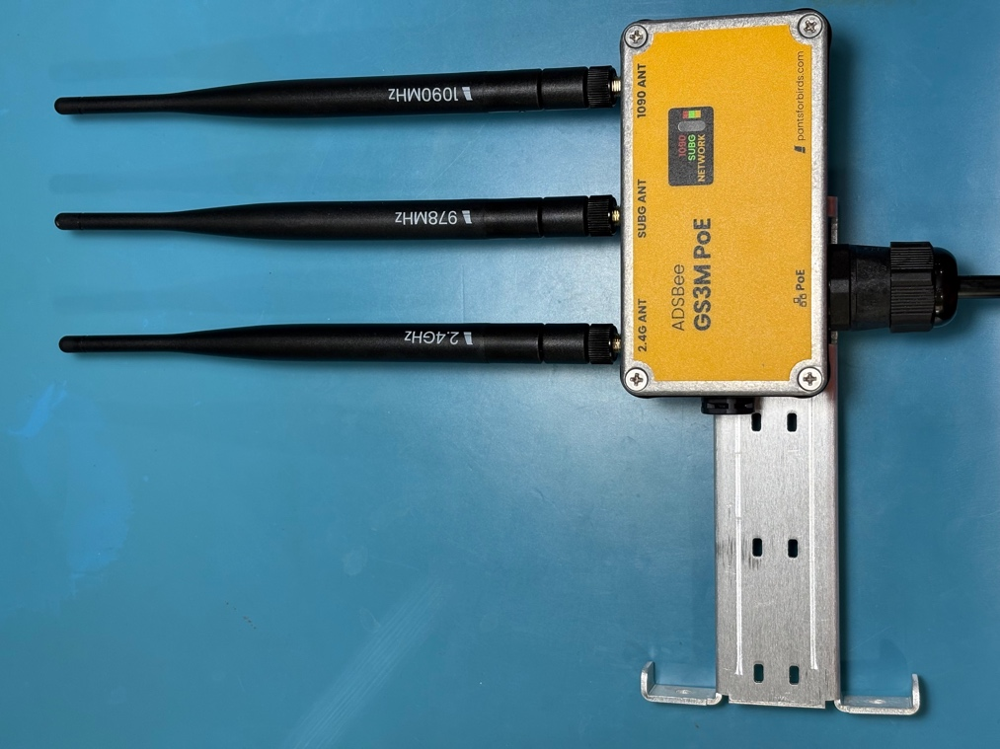 1090MHz
978MHz
2.4GHz
2.4G ANT
SUBG ANT
1090 ANT
1090
SUBG
NETWORK
ADSBee
GS3M PoE
PoE
pantsforbirds.com